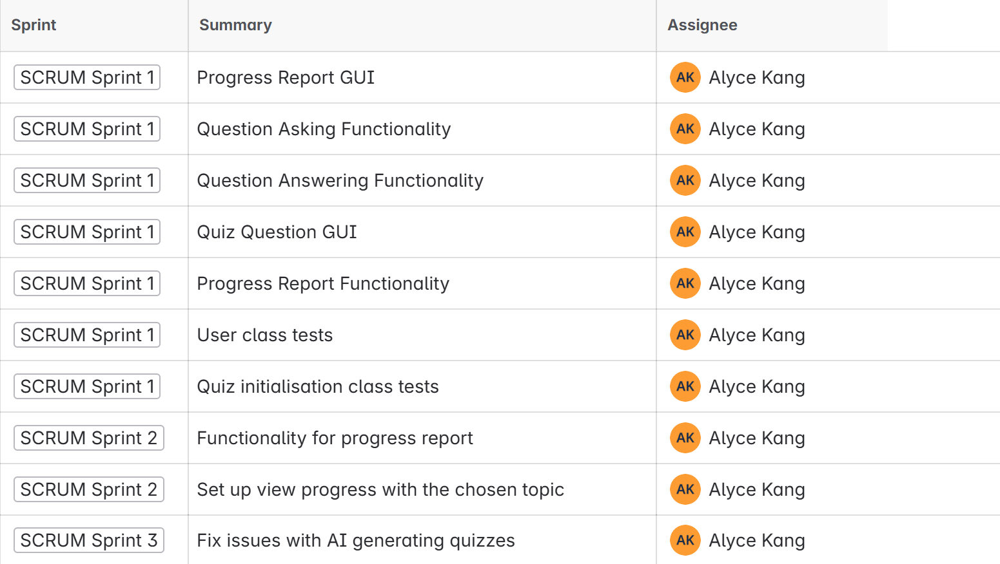 Sprint Summary Assignee
SCRUM Sprint 1 Progress Report GUI AK Alyce Kang
SCRUM Sprint 1 Question Asking Functionality AK Alyce Kang
SCRUM Sprint 1 Question Answering Functionality AK Alyce Kang
SCRUM Sprint 1 Quiz Question GUI AK Alyce Kang
SCRUM Sprint 1 Progress Report Functionality AK Alyce Kang
SCRUM Sprint 1 User class tests AK Alyce Kang
SCRUM Sprint 1 Quiz initialisation class tests AK Alyce Kang
SCRUM Sprint 2 Functionality for progress report AK Alyce Kang
SCRUM Sprint 2 Set up view progress with the chosen topic AK Alyce Kang
SCRUM Sprint 3 Fix issues with AI generating quizzes AK Alyce Kang